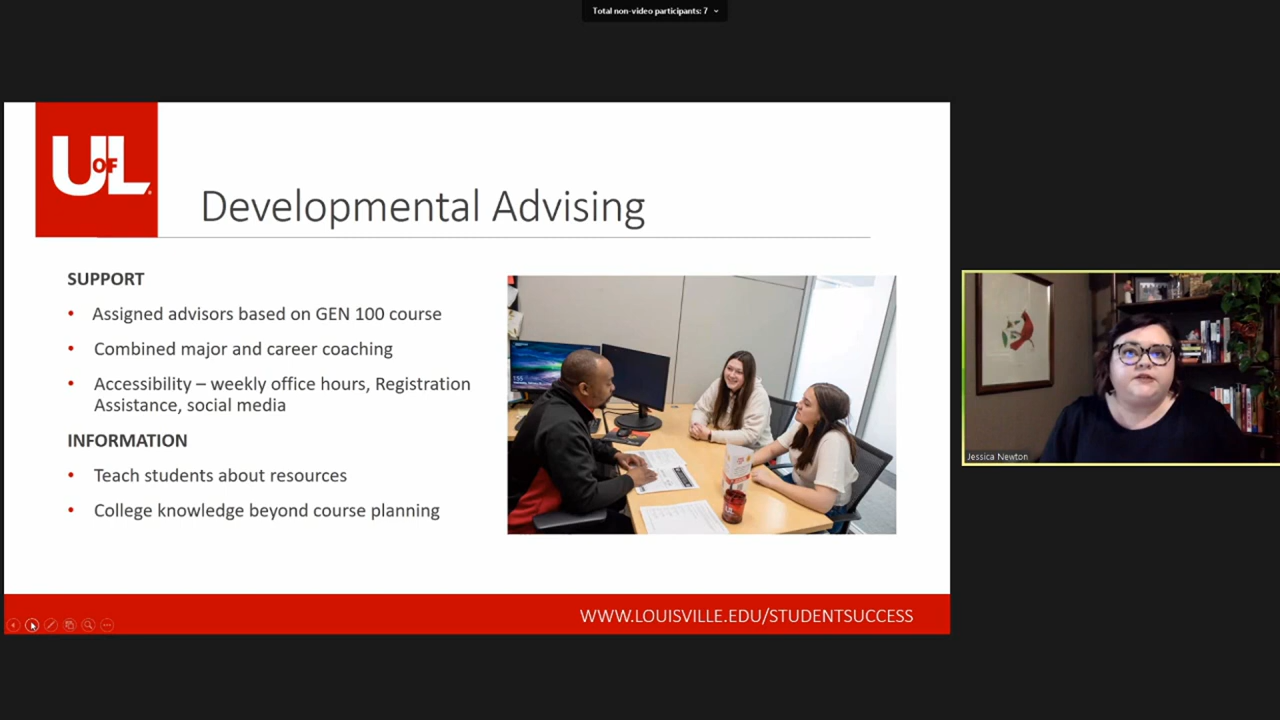 Total non-video participants: 7
UofL
Developmental Advising
SUPPORT
• Assigned advisors based on GEN 100 course
• Combined major and career coaching
• Accessibility – weekly office hours, Registration
Assistance, social media
INFORMATION
• Teach students about resources
• College knowledge beyond course planning
WWW.LOUISVILLE.EDU/STUDENTSUCCESS
Jessica Newton